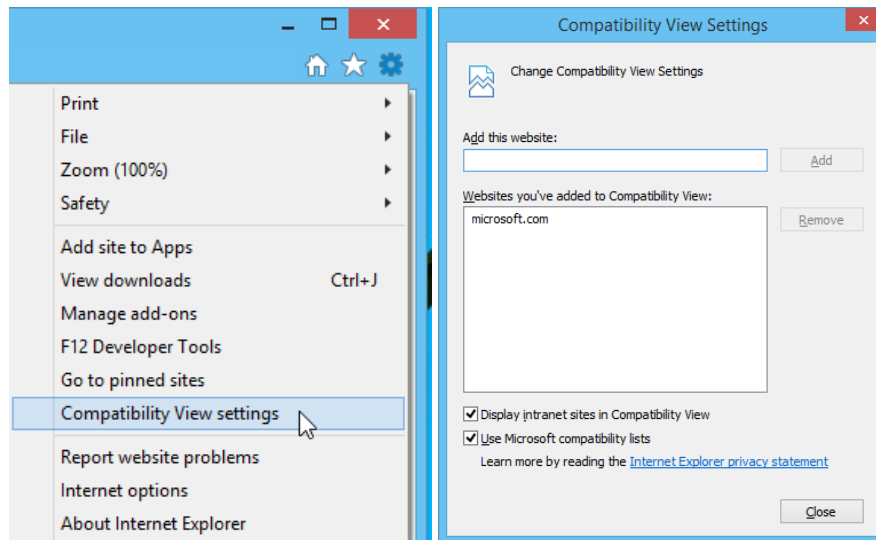 Print
File
Zoom (100%)
Safety
Add site to Apps
View downloads Ctrl+J
Manage add-ons
F12 Developer Tools
Go to pinned sites
Compatibility View settings
Report website problems
Internet options
About Internet Explorer
Compatibility View Settings
Change Compatibility View Settings
Add this website:
Add
Websites you've added to Compatibility View:
microsoft.com
Remove
Display intranet sites in Compatibility View
Use Microsoft compatibility lists
Learn more by reading the Internet Explorer privacy statement
Close